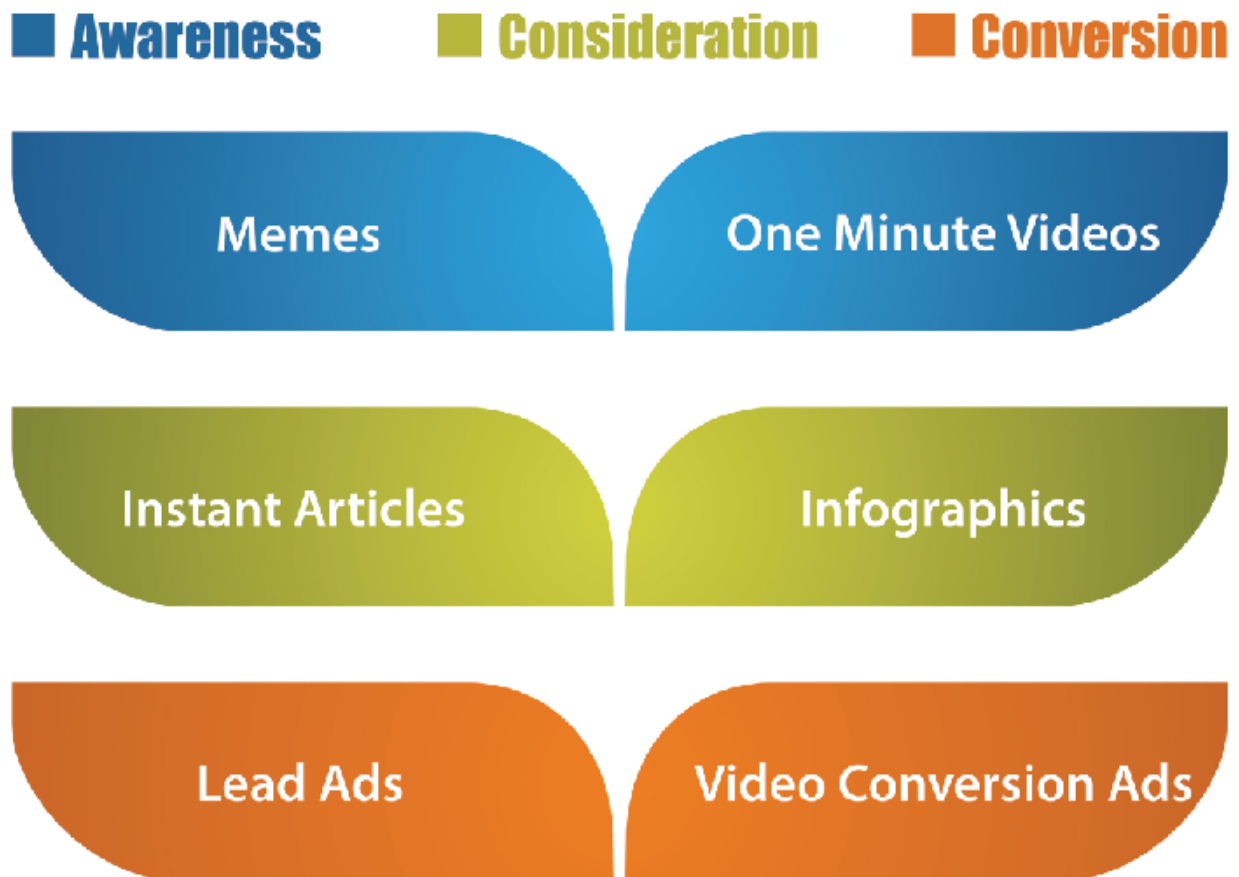 Awareness Consideration Conversion
Memes One Minute Videos
Instant Articles Infographics
Lead Ads Video Conversion Ads